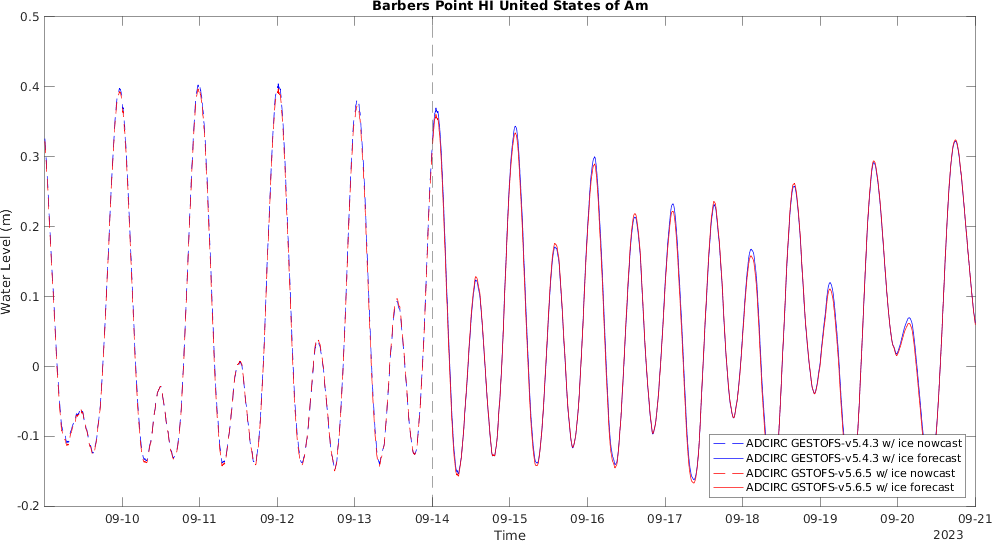 Barbers Point HI United States of Am
0.5
0.4
0.3
0.2
0.1
0
-0.1
-0.2
Water Level (m)
09-10 09-11 09-12 09-13 09-14 09-15 09-16 09-17 09-18 09-19 09-20 09-21
Time
2023
ADCIRC GESTOFS-v5.4.3 w/ ice nowcast
ADCIRC GESTOFS-v5.4.3 w/ ice forecast
ADCIRC GSTOFS-v5.6.5 w/ ice nowcast
ADCIRC GSTOFS-v5.6.5 w/ ice forecast